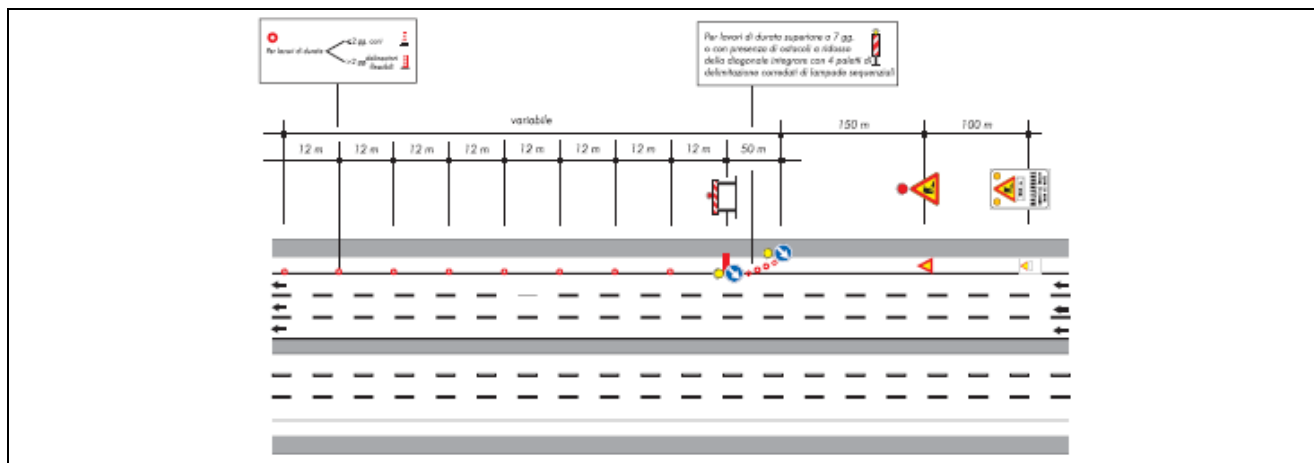 Per lavori di durata
<2 gg. coni
>2 gg. delineatori
flessibili
Per lavori di durata superiore a 7 gg.
o con presenza di ostacoli a ridosso
della diagonale integrare con 4 paletti di
delimitazione corredati di lampade sequenziali
variabile
150 m
100 m
12 m
12 m
12 m
12 m
12 m
12 m
12 m
12 m
50 m